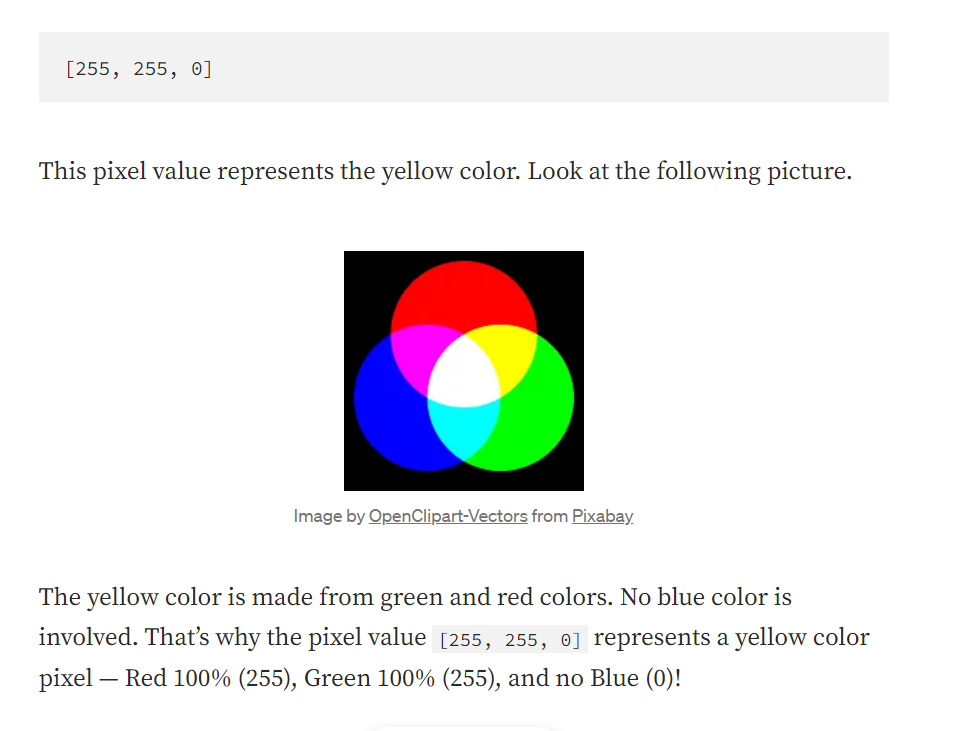 [255, 255, 0]
This pixel value represents the yellow color. Look at the following picture.
Image by OpenClipart-Vectors from Pixabay
The yellow color is made from green and red colors. No blue color is
involved. That’s why the pixel value [255, 255, 0] represents a yellow color
pixel — Red 100% (255), Green 100% (255), and no Blue (0)!